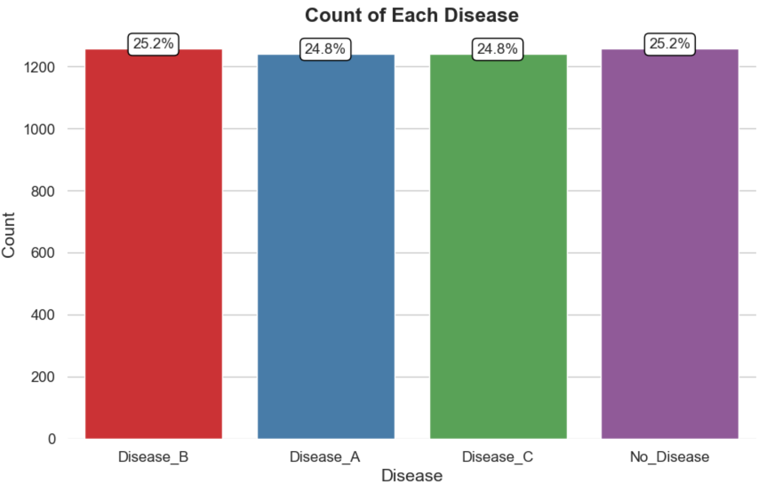 Count of Each Disease
25.2%
24.8%
24.8%
25.2%
1200
1000
800
600
400
200
0
Count
Disease_B
Disease_A
Disease_C
No_Disease
Disease